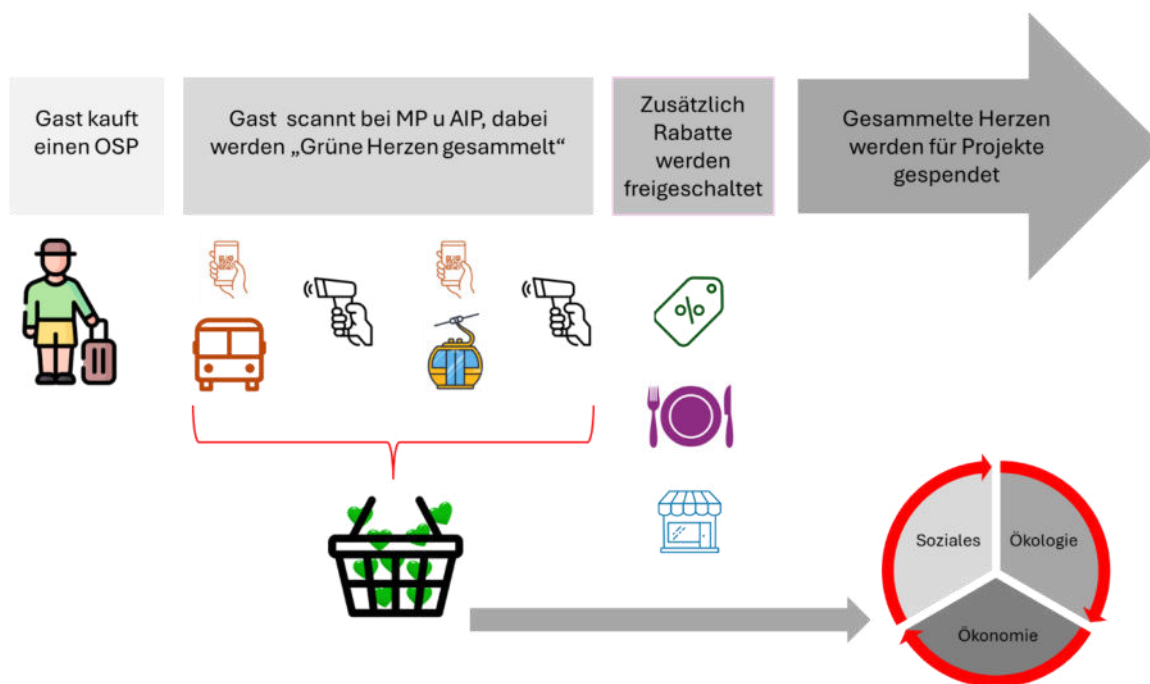 Gast kauft
einen OSP
Gast scannt bei MP u AIP, dabei
werden „Grüne Herzen gesammelt“
Zusätzlich
Rabatte
werden
freigeschaltet
Gesammelte Herzen
werden für Projekte
gespendet
%
Soziales
Ökologie
Ökonomie